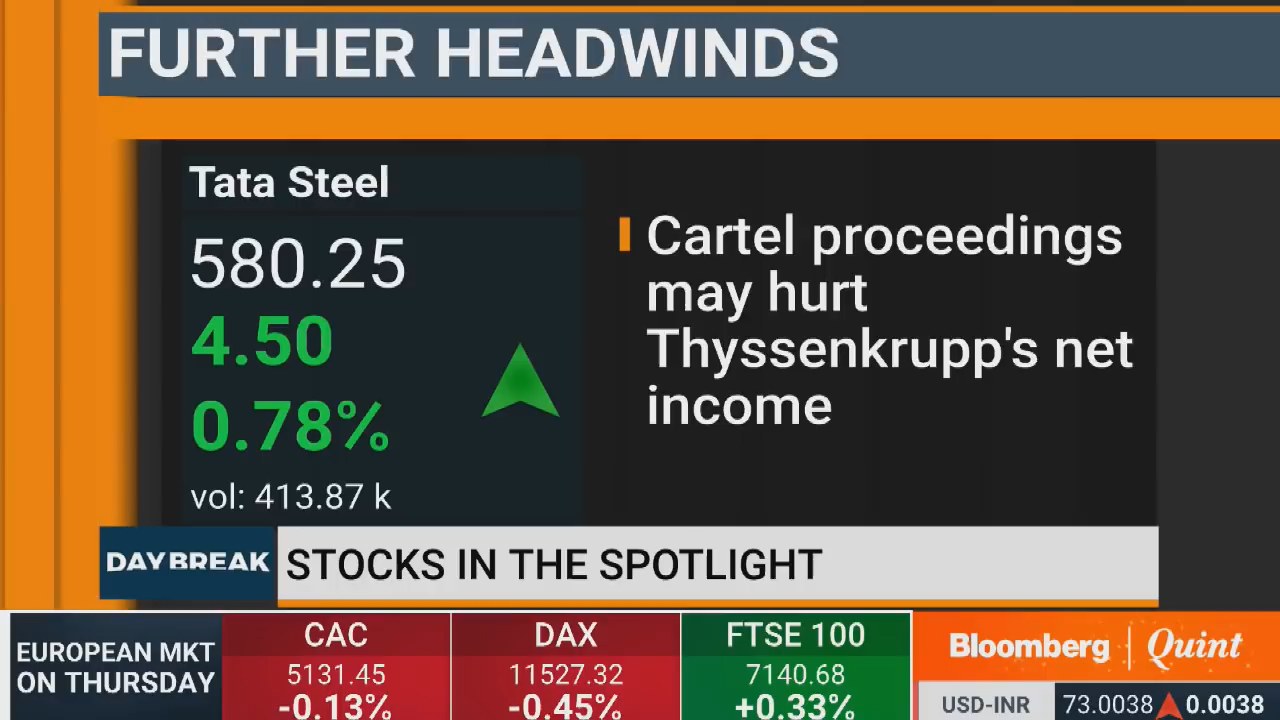 FURTHER HEADWINDS
Tata Steel
580.25
4.50
0.78%
vol: 413.87 k
Cartel proceedings
may hurt
Thyssenkrupp's net
income
DAYBREAK
STOCKS IN THE SPOTLIGHT
EUROPEAN MKT
ON THURSDAY
CAC
5131.45
-0.13%
DAX
11527.32
-0.45%
FTSE 100
7140.68
+0.33%
Bloomberg | Quint
USD-INR 73.0038 0.0038